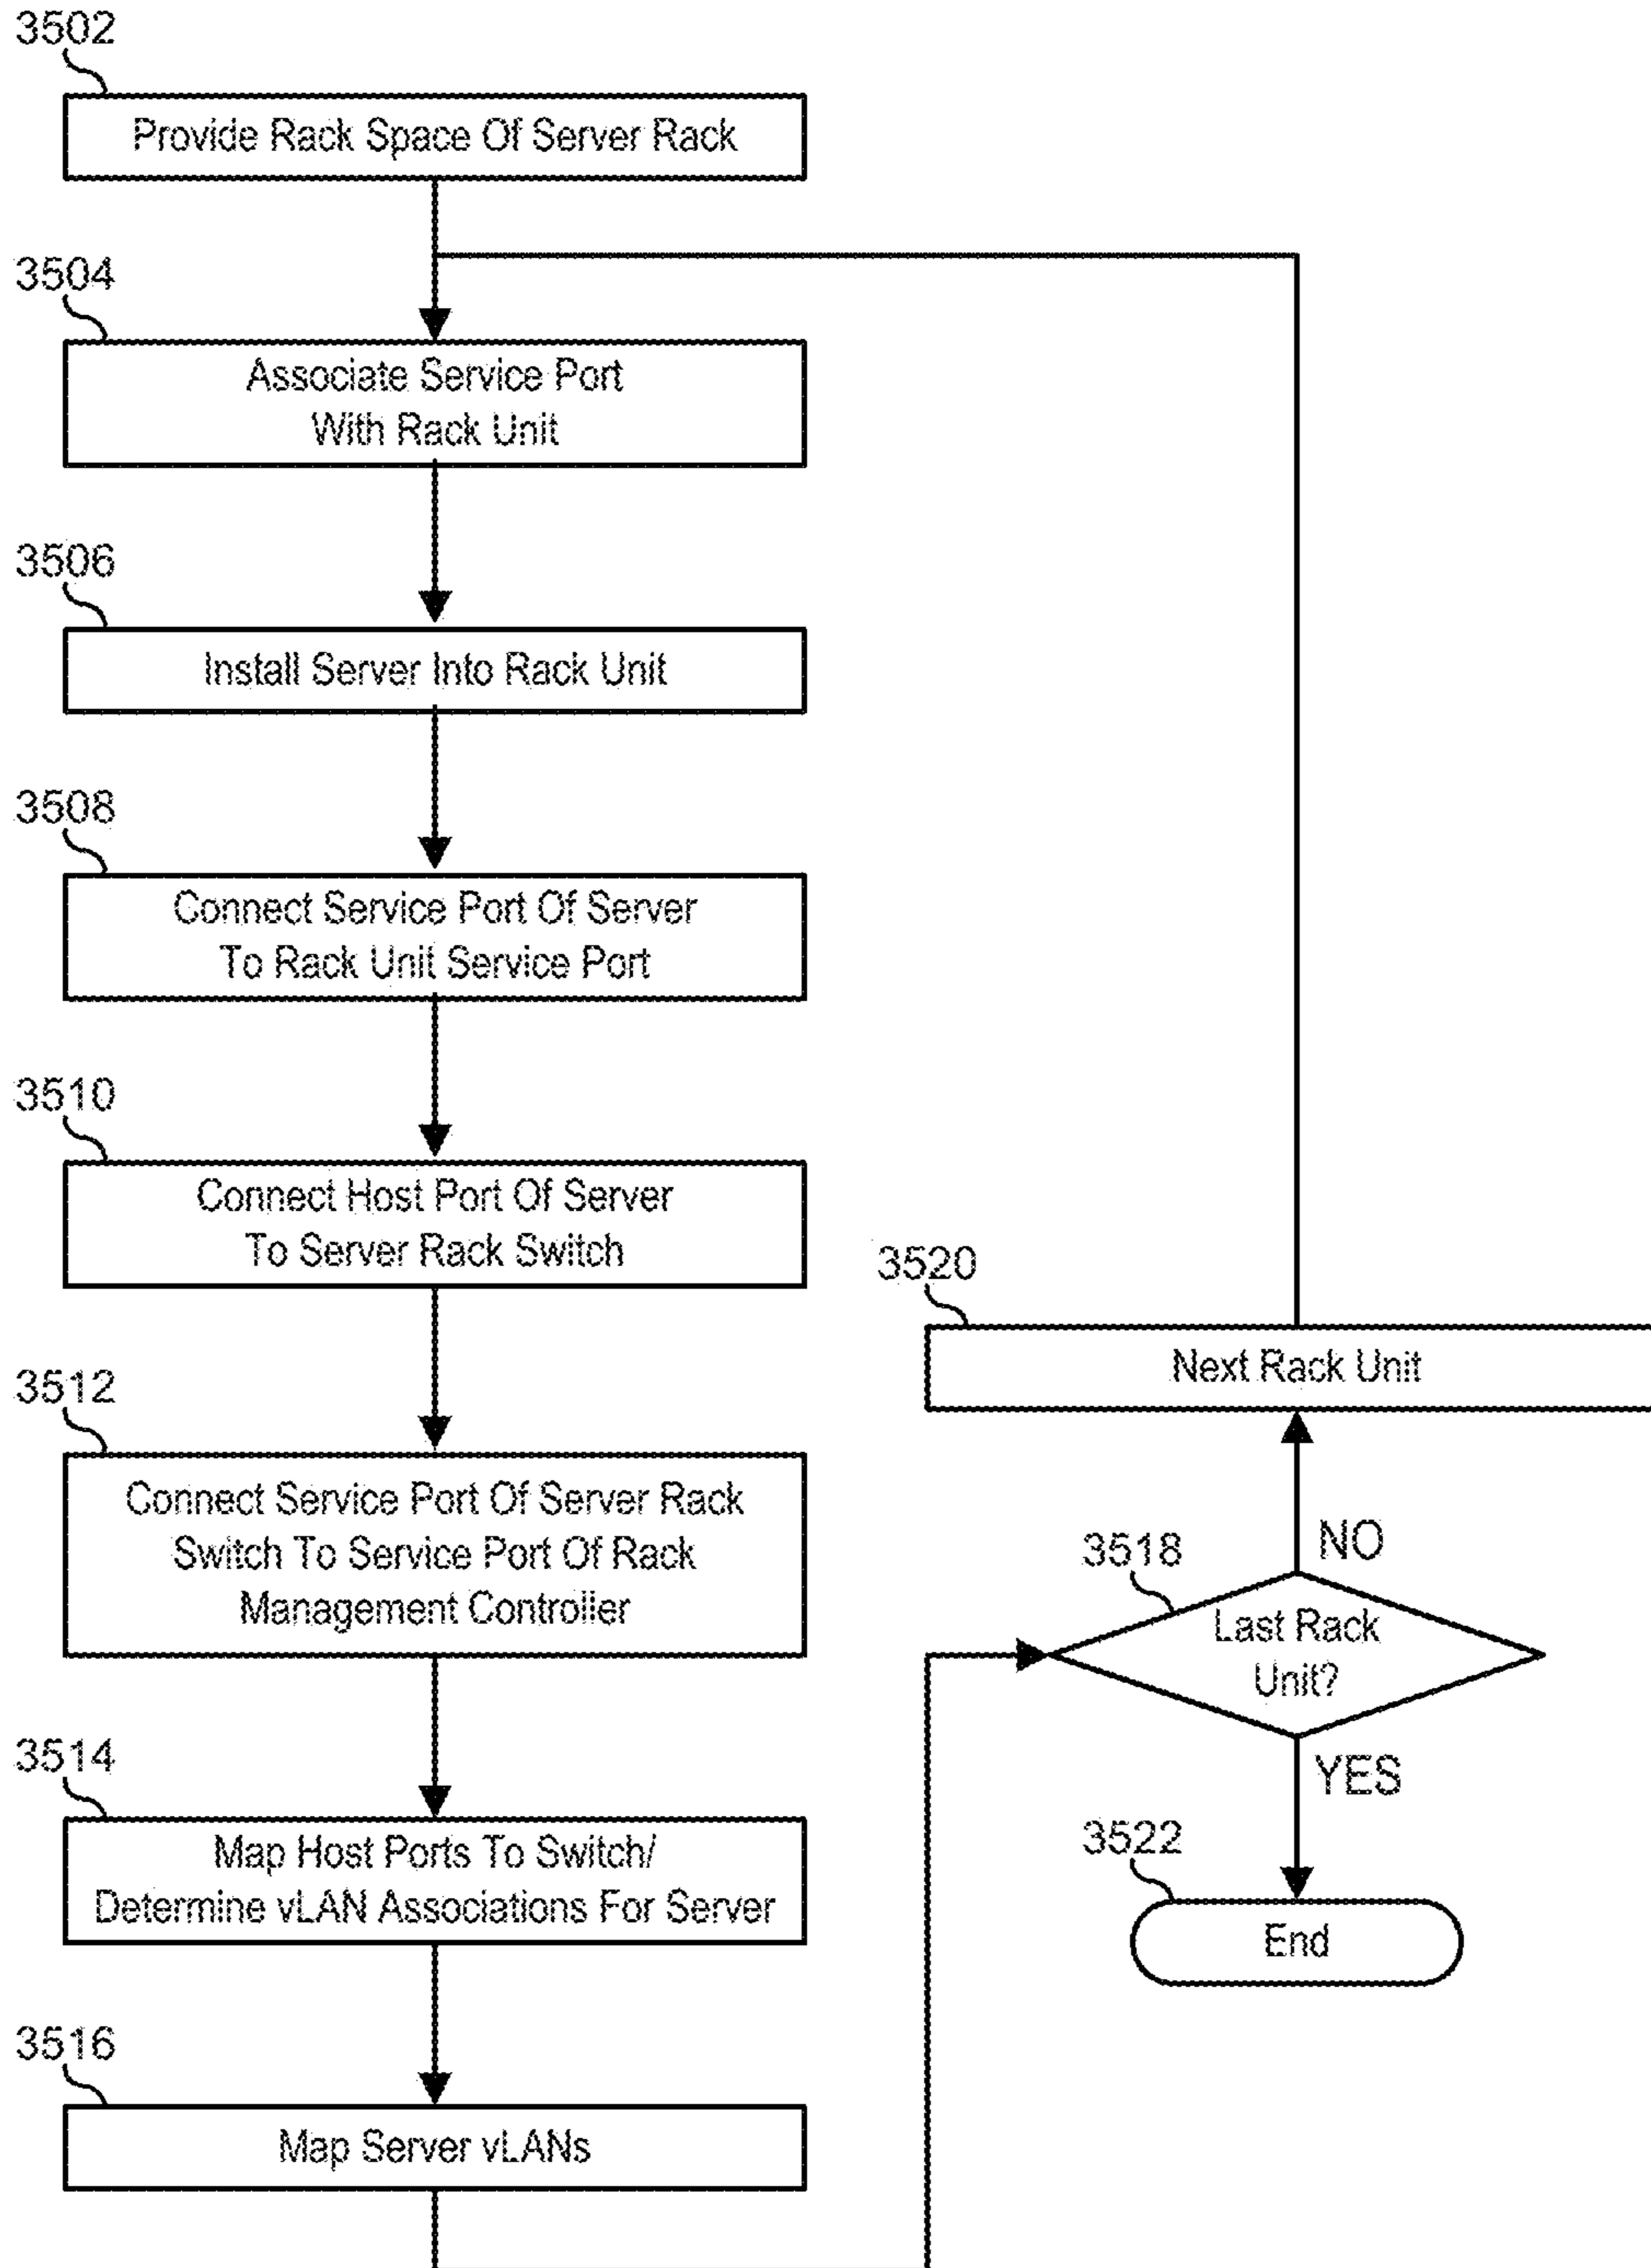 3502
Provide Rack Space Of Server Rack
3504
Associate Service Port
With Rack Unit
3506
Install Server Into Rack Unit
3508
Connect Service Port Of Server
To Rack Unit Service Port
3510
Connect Host Port Of Server
To Server Rack Switch
3512
Connect Service Port Of Server Rack
Switch To Service Port Of Rack
Management Controller
3514
Map Host Ports To Switch/
Determine vLAN Associations For Server
3516
Map Server vLANs
3518
Last Rack
Unit?
NO
3520
Next Rack Unit
YES
3522
End